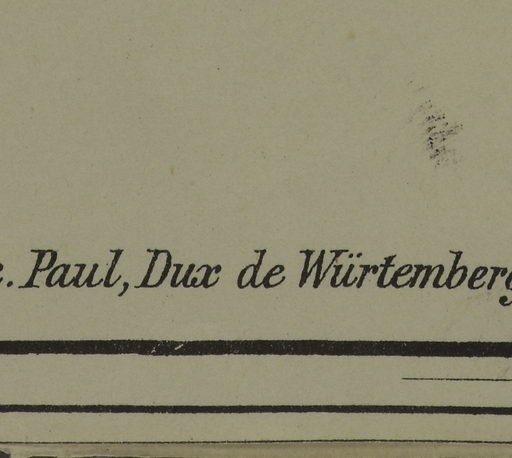 . Paul, Dux de Würtemberg